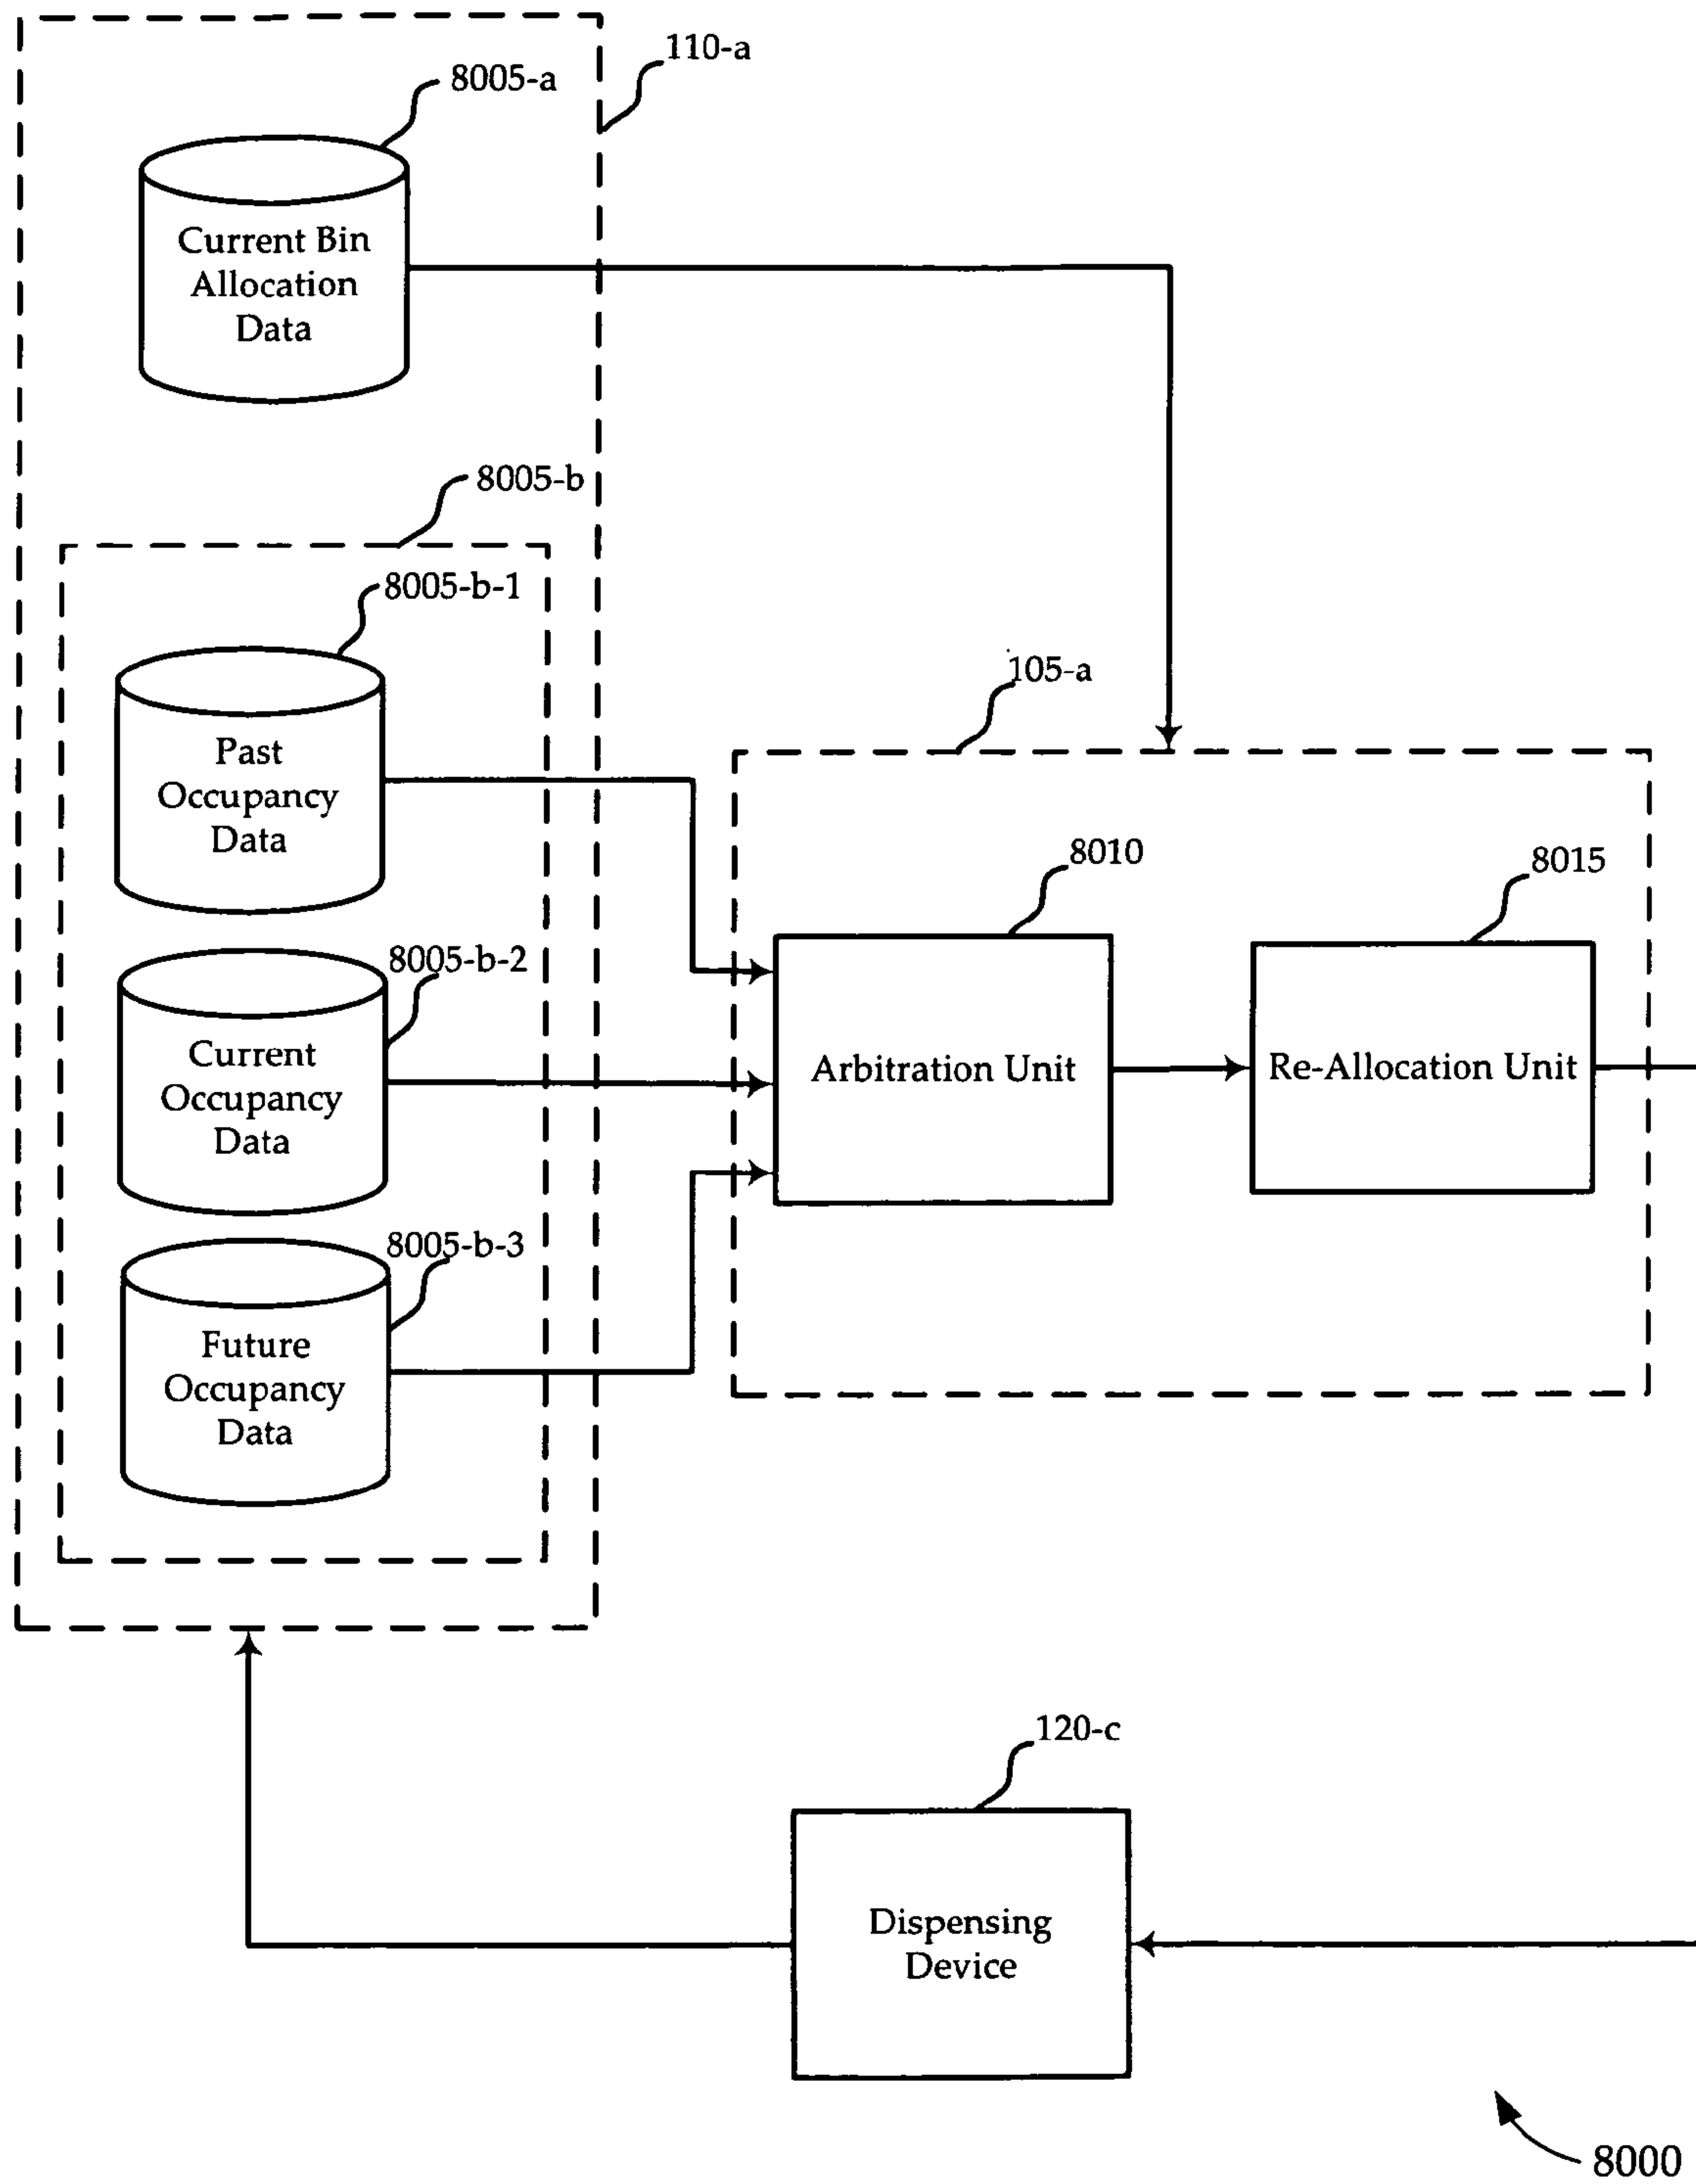 110-a
8005-a
Current Bin
Allocation
Data
8005-b
8005-b-1
Past
Occupancy
Data
105-a
8010
8015
8005-b-2
Current
Occupancy
Data
Arbitration Unit
Re-Allocation Unit
8005-b-3
Future
Occupancy
Data
120-c
Dispensing
Device
8000